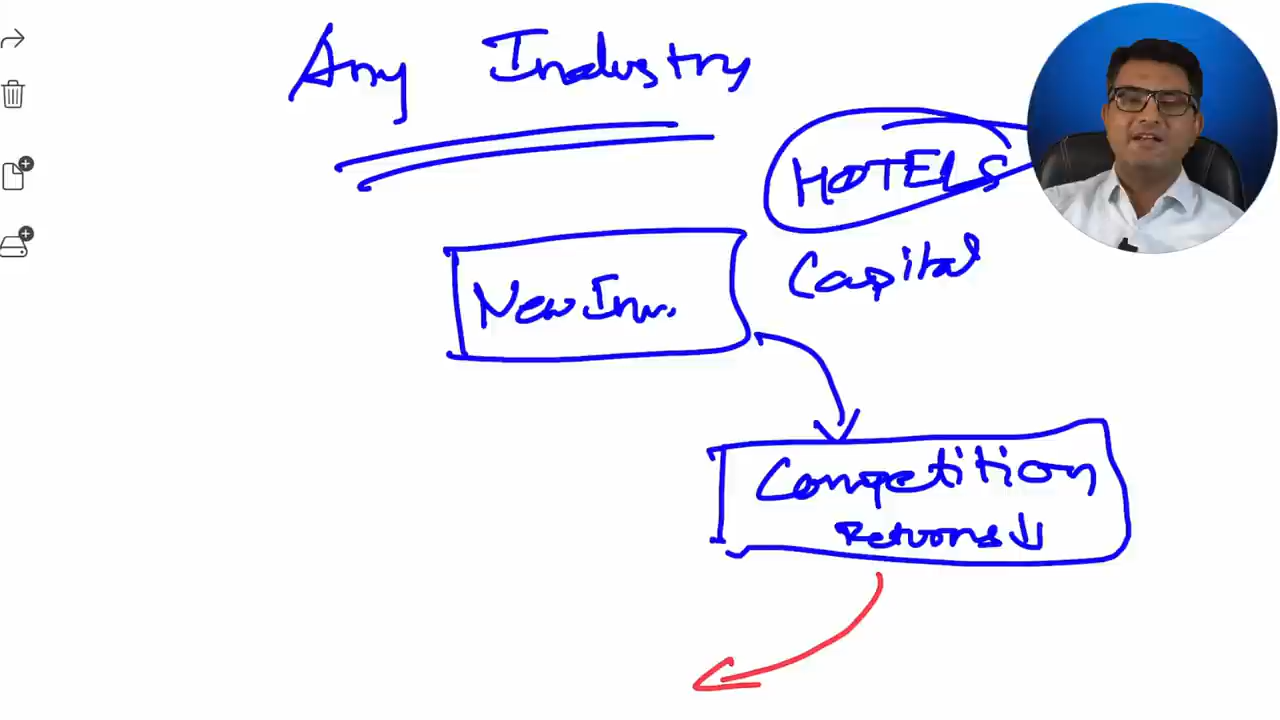 Any Industry
HOTELS
Capital
New Inv.
Competition
Returns ↓↓